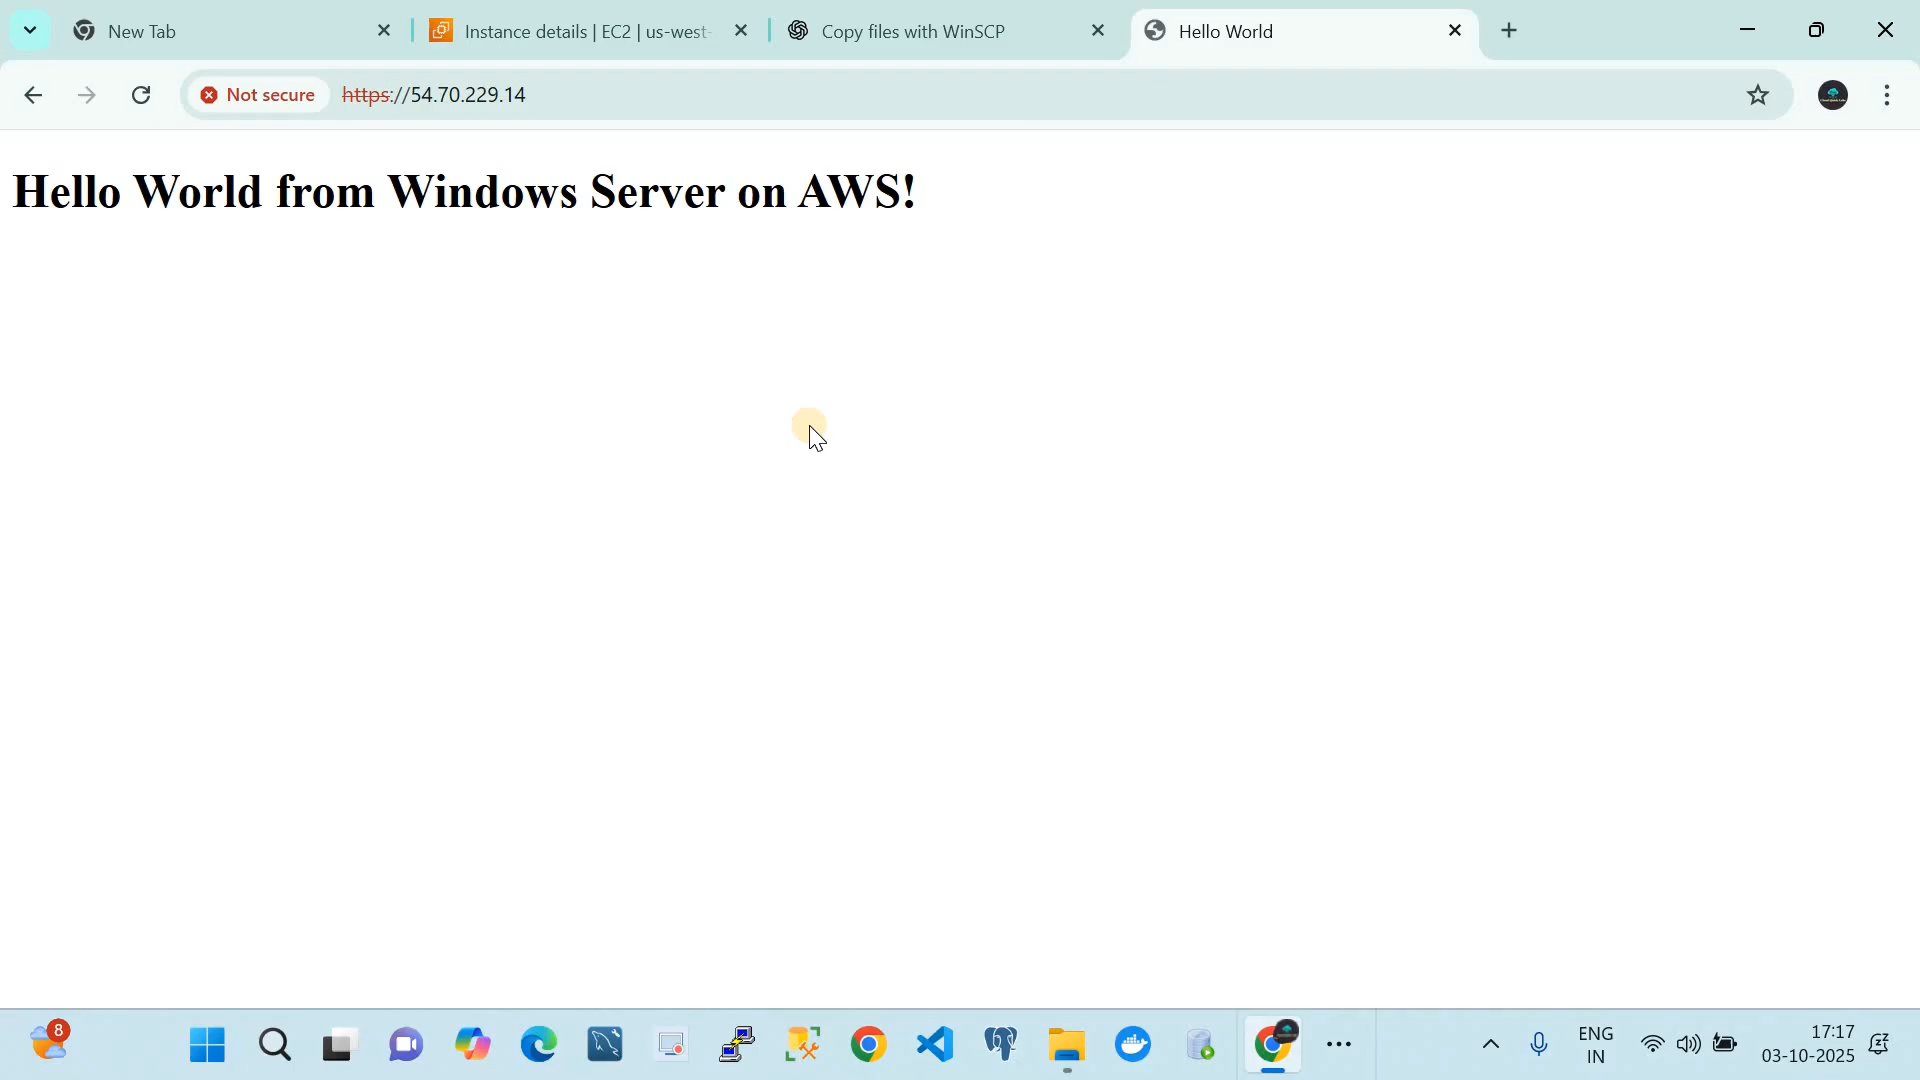 New Tab
Instance details | EC2 | us-west-
Copy files with WinSCP
Hello World
Not secure
https://54.70.229.14
Hello World from Windows Server on AWS!
8
ENG
IN
17:17
03-10-2025